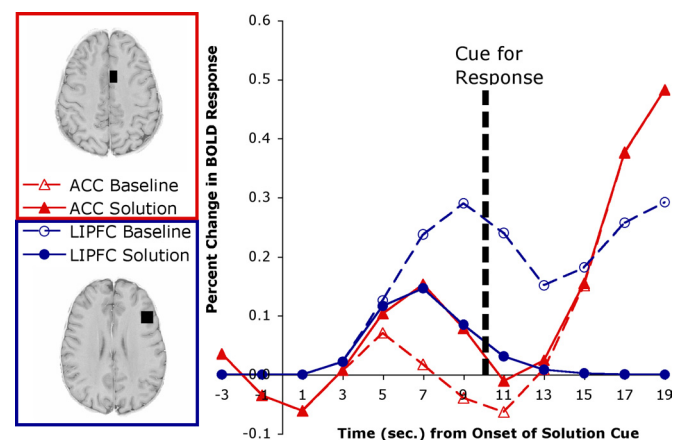 ACC Baseline
ACC Solution
LIPFC Baseline
LIPFC Solution
Percent Change in BOLD Response
0.6
0.5
0.4
0.3
0.2
0.1
0.0
-0.1
Cue for
Response
-3 -1 1 3 5 7 9 11 13 15 17 19
Time (sec.) from Onset of Solution Cue